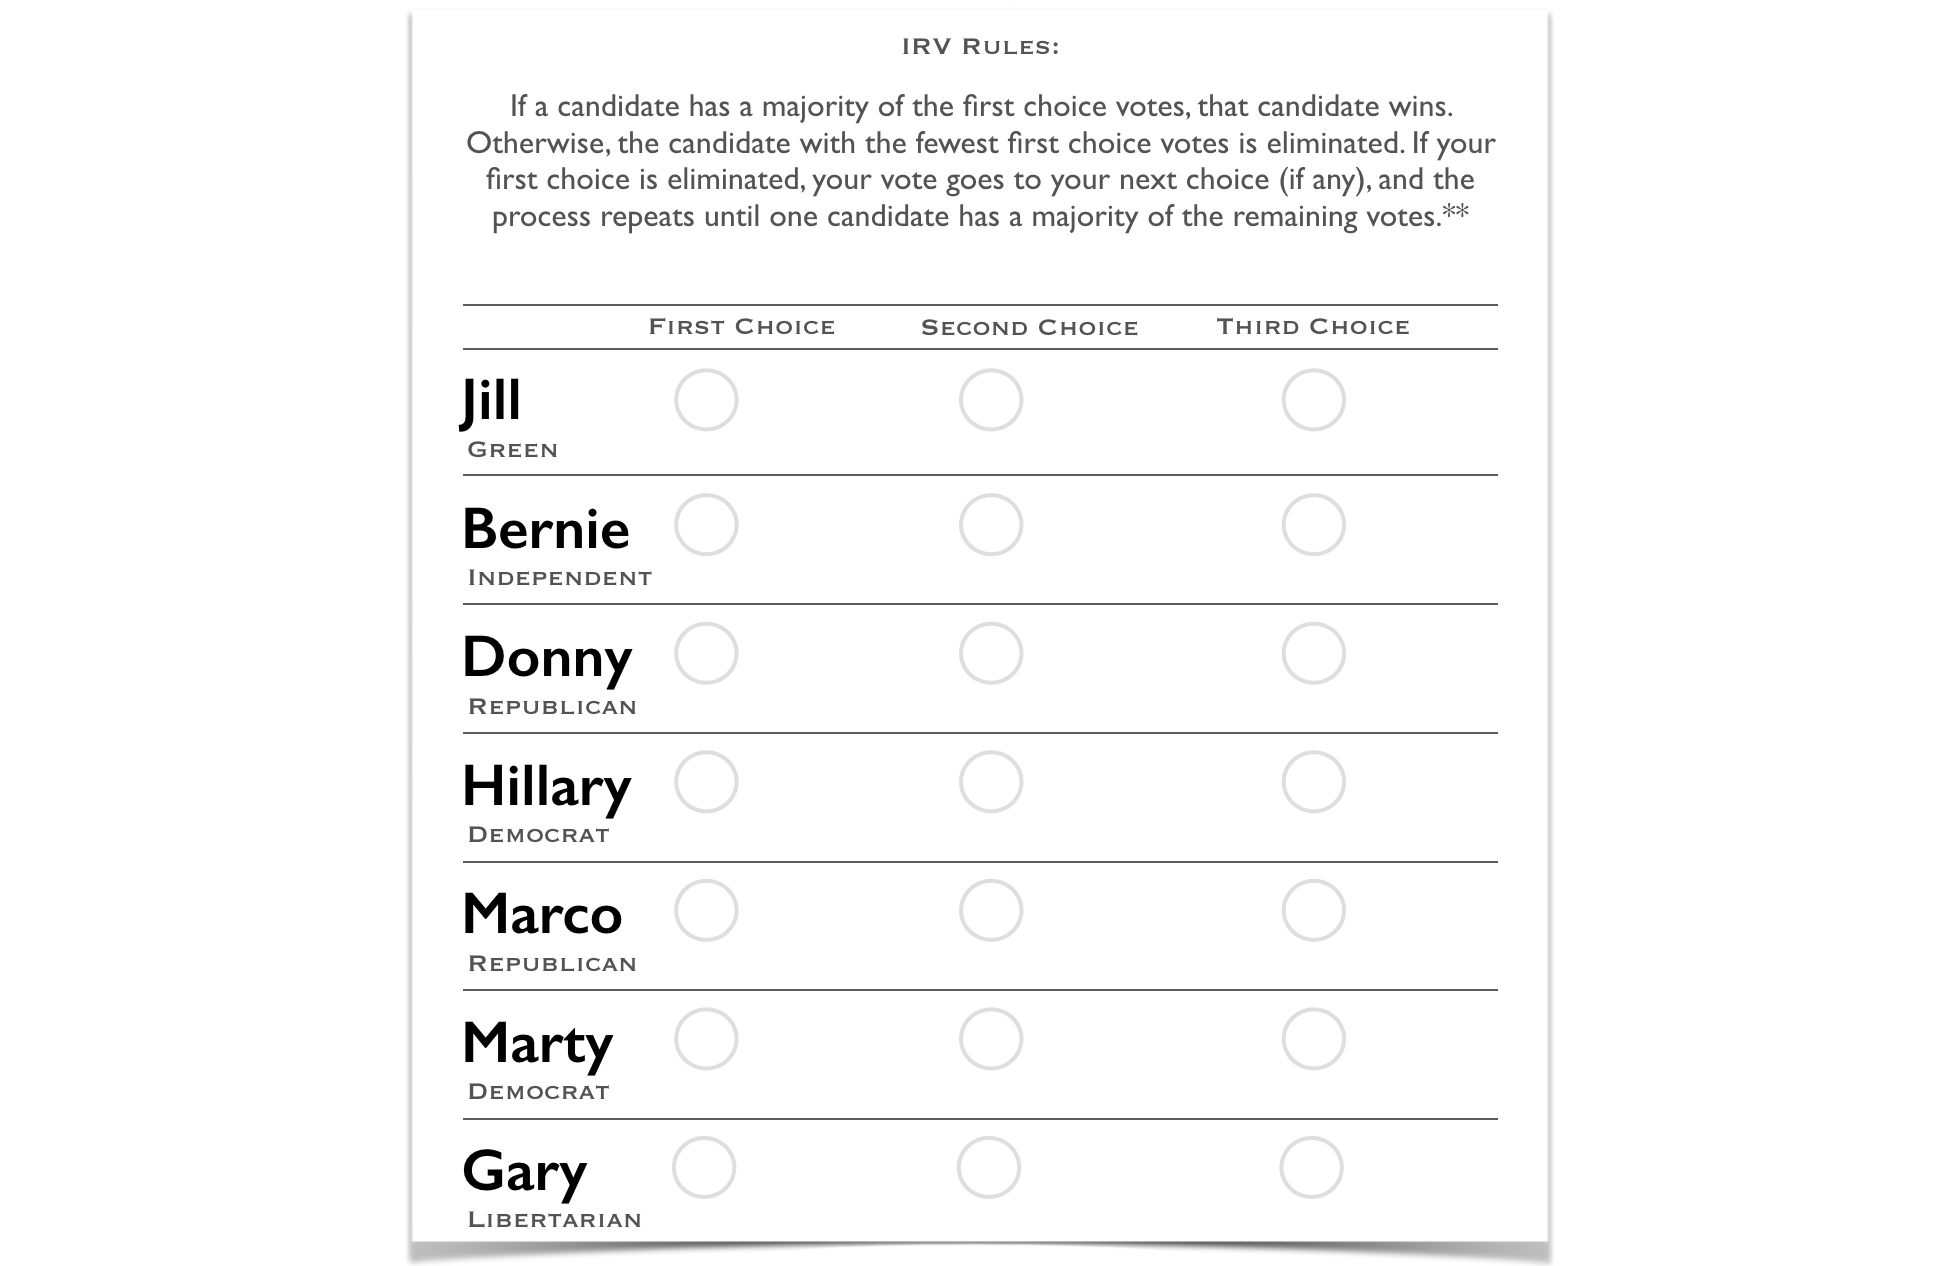 IRV Rules:
If a candidate has a majority of the first choice votes, that candidate wins.
Otherwise, the candidate with the fewest first choice votes is eliminated. If your
first choice is eliminated, your vote goes to your next choice (if any), and the
process repeats until one candidate has a majority of the remaining votes.**
First Choice Second Choice Third Choice
Jill
Green
Bernie
Independent
Donny
Republican
Hillary
Democrat
Marco
Republican
Marty
Democrat
Gary
Libertarian